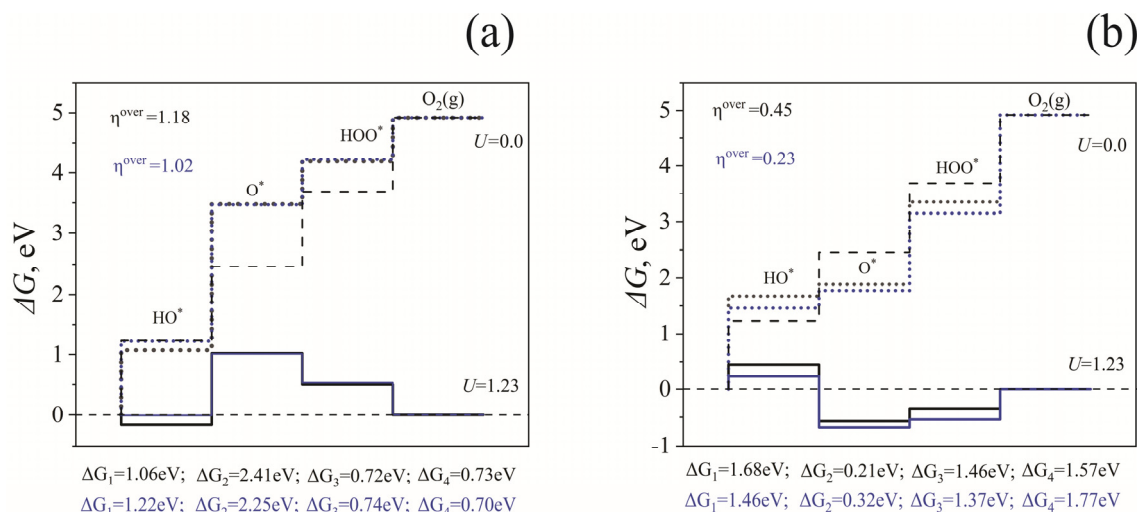 (a)
ΔG, eV
5
4
3
2
1
0
η^over=1.18
η^over=1.02
O₂(g)
U=0.0
HOO*
O*
HO*
U=1.23
ΔG₁=1.06eV; ΔG₂=2.41eV; ΔG₃=0.72eV; ΔG₄=0.73eV
ΔG₁=1.22eV; ΔG₂=2.25eV; ΔG₃=0.74eV; ΔG₄=0.70eV
(b)
ΔG, eV
5
4
3
2
1
0
-1
η^over=0.45
η^over=0.23
O₂(g)
U=0.0
HOO*
HO*
O*
U=1.23
ΔG₁=1.68eV; ΔG₂=0.21eV; ΔG₃=1.46eV; ΔG₄=1.57eV
ΔG₁=1.46eV; ΔG₂=0.32eV; ΔG₃=1.37eV; ΔG₄=1.77eV